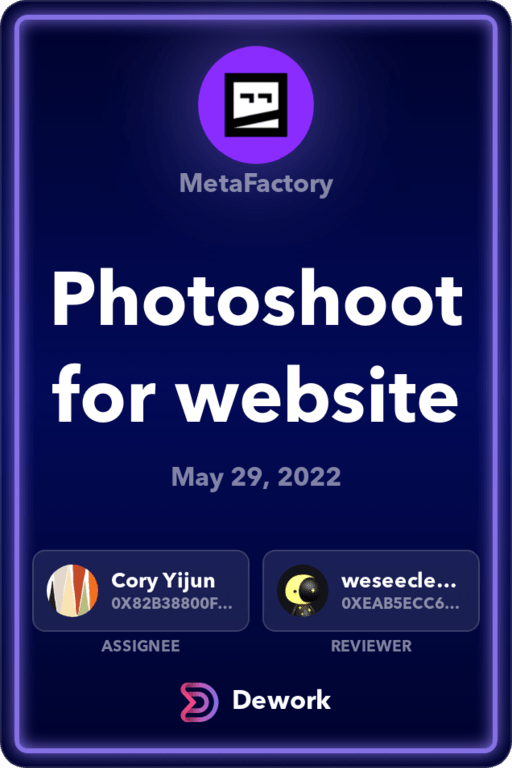 MetaFactory
Photoshoot
for website
May 29, 2022
Cory Yijun
0X82B38800F...
ASSIGNEE
weseecle...
0XEAB5ECC6...
REVIEWER
Dework